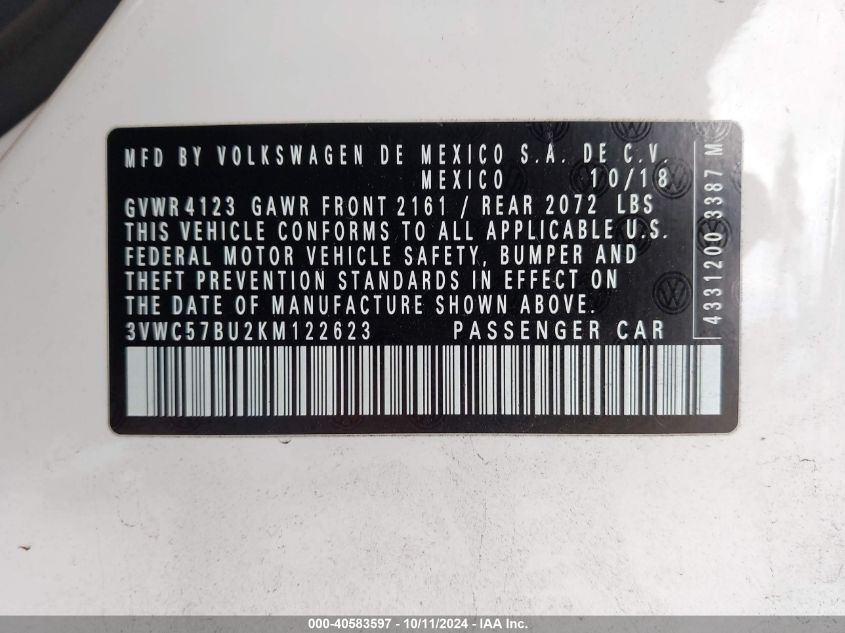 MFD BY VOLKSWAGEN DE MEXICO S.A. DE C.V.
MEXICO 10/18
GVWR 4123 GAWR FRONT 2161 / REAR 2072 LBS
THIS VEHICLE CONFORMS TO ALL APPLICABLE U.S.
FEDERAL MOTOR VEHICLE SAFETY, BUMPER AND
THEFT PREVENTION STANDARDS IN EFFECT ON
THE DATE OF MANUFACTURE SHOWN ABOVE.
3VWC57BU2KM122623 PASSENGER CAR
4331200 3387 M
000-40583597 - 10/11/2024 - IAA Inc.